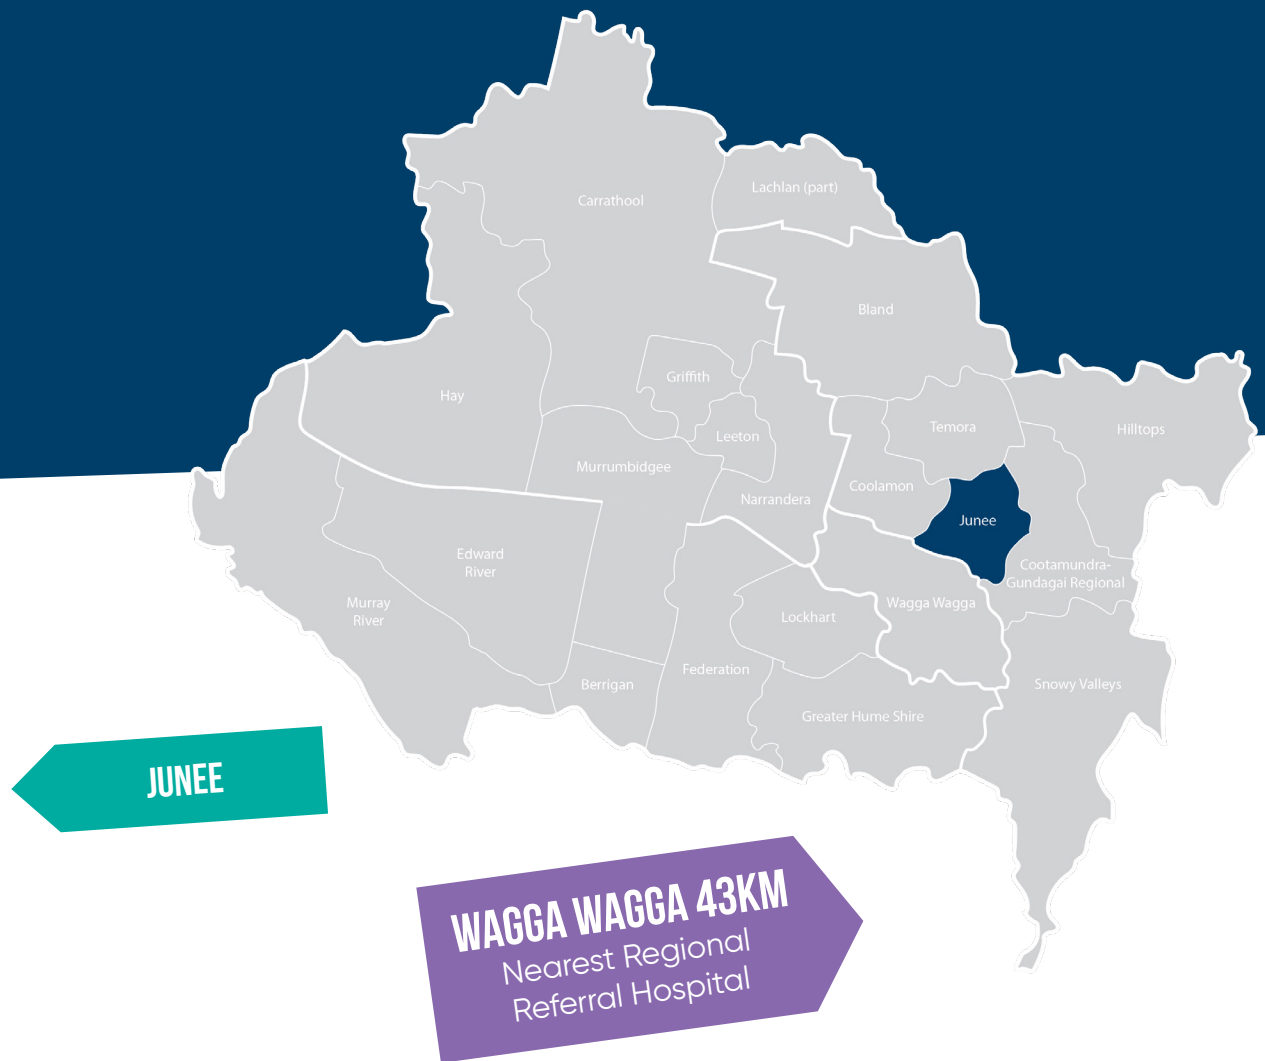 Lachlan (part)
Carrathool
Bland
Griffith
Hay
Leeton
Temora
Hilltops
Murrumbidgee
Coolamon
Narrandera
Junee
Edward
River
Cootamundra-
Gundagai Regional
Murray
River
Wagga Wagga
Lockhart
Federation
Berrigan
Snowy Valleys
Greater Hume Shire
JUNEE
WAGGA WAGGA 43KM
Nearest Regional
Referral Hospital